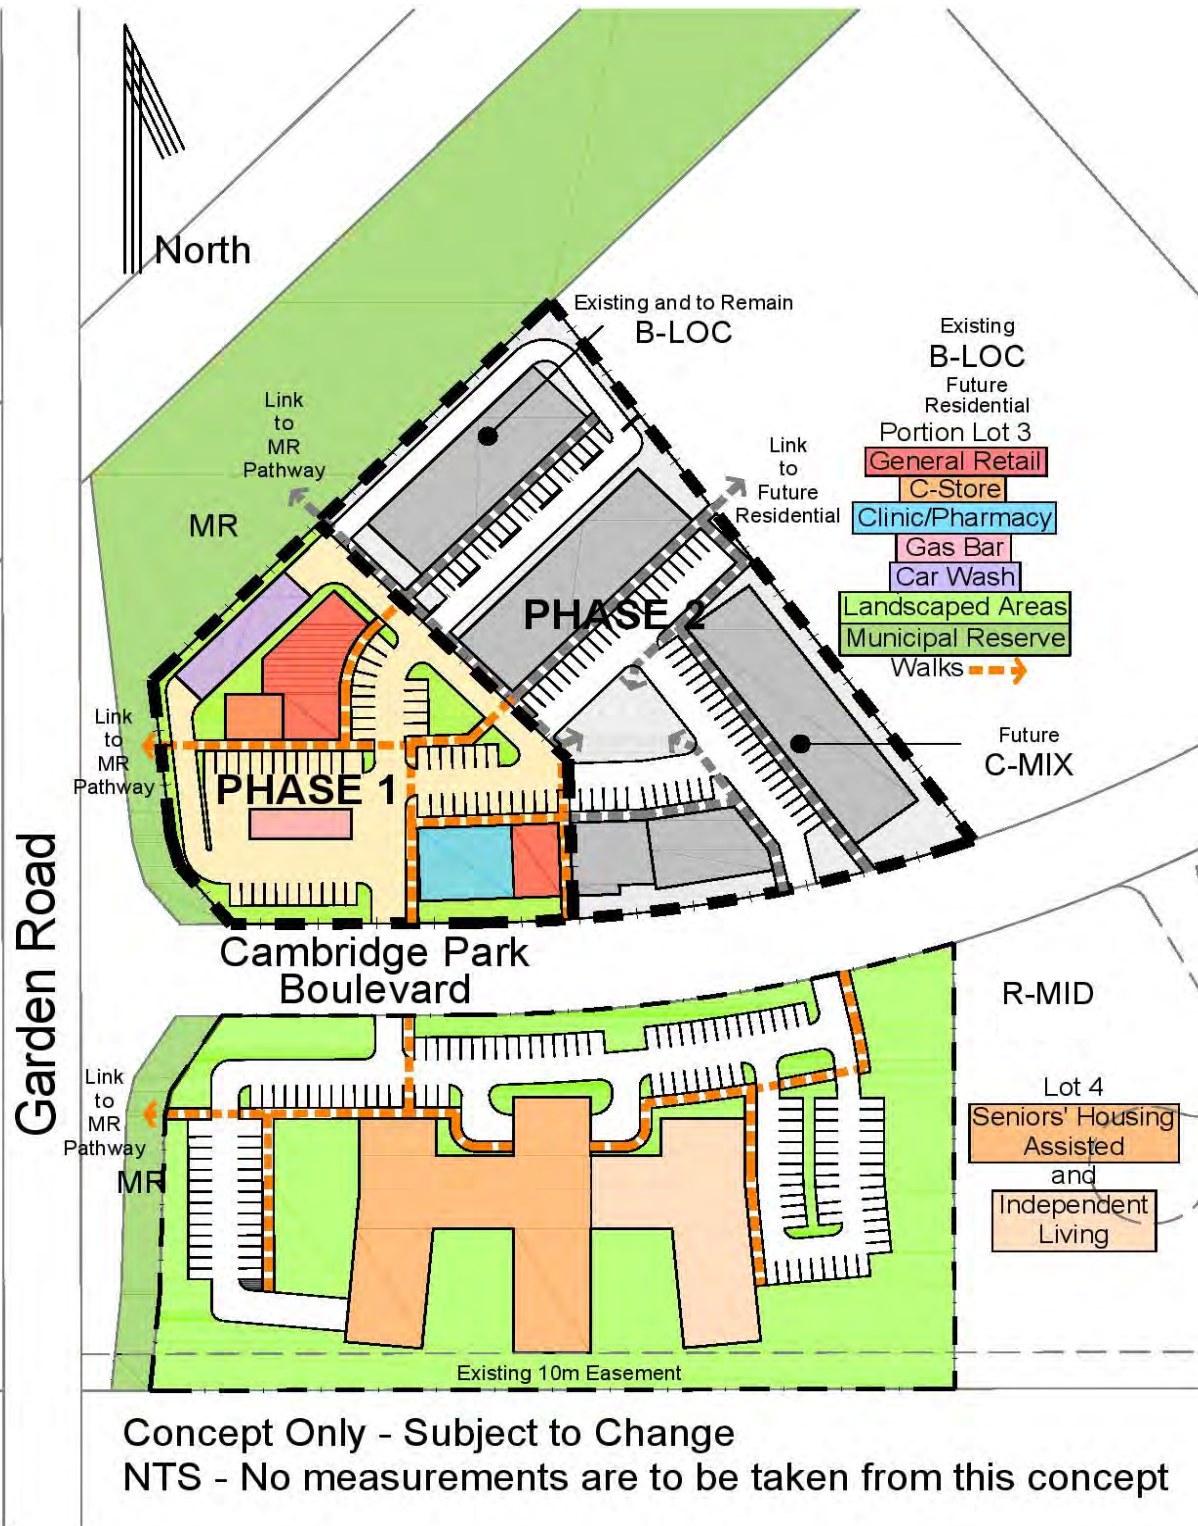 North
Existing and to Remain
B-LOC
Existing
B-LOC
Future
Residential
Portion Lot 3
General Retail
C-Store
Clinic/Pharmacy
Gas Bar
Car Wash
Landscaped Areas
Municipal Reserve
Walks
Link
to
MR
Pathway
Link
to
Future
Residential
MR
PHASE 2
Link
to
MR
Pathway
PHASE 1
Future
C-MIX
Garden Road
Cambridge Park
Boulevard
R-MID
Link
to
MR
Pathway
MR
Lot 4
Seniors' Housing
Assisted
and
Independent
Living
Existing 10m Easement
Concept Only - Subject to Change
NTS - No measurements are to be taken from this concept